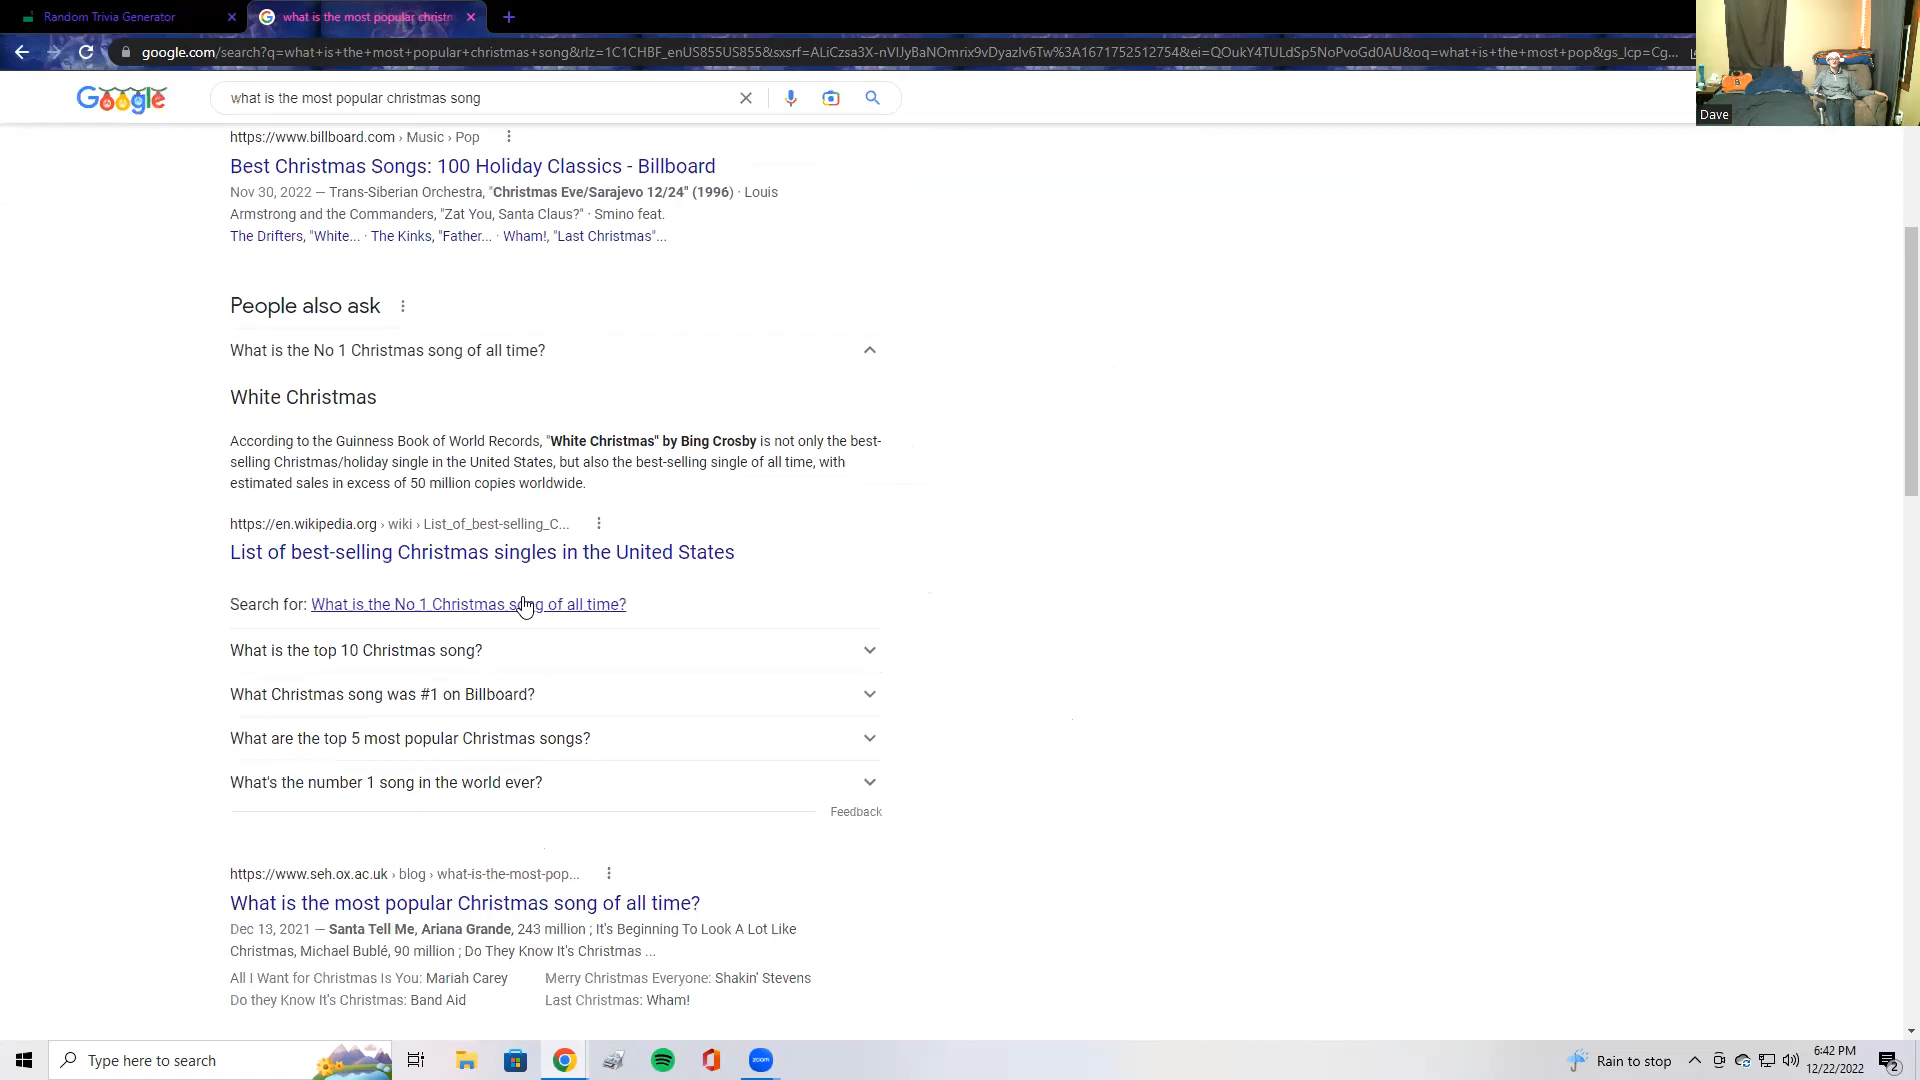 Random Trivia Generator
what is the most popular christm
google.com/search?q=what+is+the+most+popular+christmas+song&rlz=1C1CHBF_enUS855US855&sxsrf=ALiCzsa3X-nVIJyBaNOmrix9vDyazIv6Tw%3A1671752512754&ei=QOukY4TULdSp5NoPvoGd0AU&oq=what+is+the+most+pop&gs_lcp=Cg...
Google
what is the most popular christmas song
Dave
https://www.billboard.com › Music › Pop
Best Christmas Songs: 100 Holiday Classics - Billboard
Nov 30, 2022 — Trans-Siberian Orchestra, "Christmas Eve/Sarajevo 12/24" (1996) · Louis
Armstrong and the Commanders, "Zat You, Santa Claus?" · Smino feat.
The Drifters, "White... · The Kinks, "Father... · Wham!, "Last Christmas"...
People also ask
What is the No 1 Christmas song of all time?
White Christmas
According to the Guinness Book of World Records, "White Christmas" by Bing Crosby is not only the best-
selling Christmas/holiday single in the United States, but also the best-selling single of all time, with
estimated sales in excess of 50 million copies worldwide.
https://en.wikipedia.org › wiki › List_of_best-selling_C...
List of best-selling Christmas singles in the United States
Search for: What is the No 1 Christmas song of all time?
What is the top 10 Christmas song?
What Christmas song was #1 on Billboard?
What are the top 5 most popular Christmas songs?
What's the number 1 song in the world ever?
Feedback
https://www.seh.ox.ac.uk › blog › what-is-the-most-pop...
What is the most popular Christmas song of all time?
Dec 13, 2021 — Santa Tell Me, Ariana Grande, 243 million ; It's Beginning To Look A Lot Like
Christmas, Michael Bublé, 90 million ; Do They Know It's Christmas ...
All I Want for Christmas Is You: Mariah Carey Merry Christmas Everyone: Shakin' Stevens
Do they Know It's Christmas: Band Aid Last Christmas: Wham!
Type here to search
zoom
Rain to stop
6:42 PM
12/22/2022
2